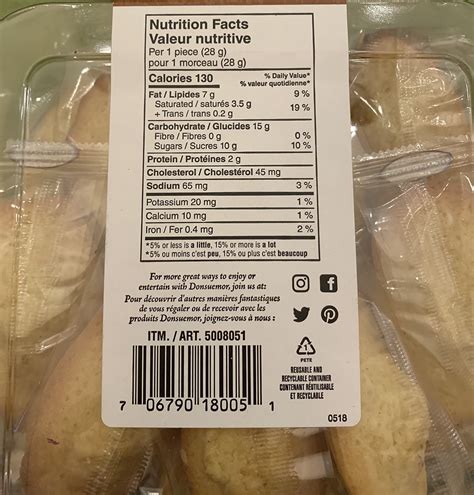 Nutrition Facts
Valeur nutritive
Per 1 piece (28 g)
pour 1 morceau (28 g)
Calories 130
% Daily Value*
% valeur quotidienne*
Fat / Lipides 7 g 9 %
Saturated / saturés 3.5 g
+ Trans / trans 0.2 g
19 %
Carbohydrate / Glucides 15 g
Fibre / Fibres 0 g 0 %
Sugars / Sucres 10 g 10 %
Protein / Protéines 2 g
Cholesterol / Cholestérol 45 mg
Sodium 65 mg 3 %
Potassium 20 mg 1 %
Calcium 10 mg 1 %
Iron / Fer 0.4 mg 2 %
*5% or less is a little, 15% or more is a lot
*5% ou moins c'est peu, 15% ou plus c'est beaucoup
For more great ways to enjoy or
entertain with Donsuemor, join us at:
Pour découvrir d'autres manières fantastiques
de vous régaler ou de recevoir avec les
produits Donsuemor, joignez-vous à nous :
ITM. / ART. 5008051
7 06790 18005 1
1
PETE
REUSABLE AND
RECYCLABLE CONTAINER
CONTENANT RÉUTILISABLE
ET RECYCLABLE
0518